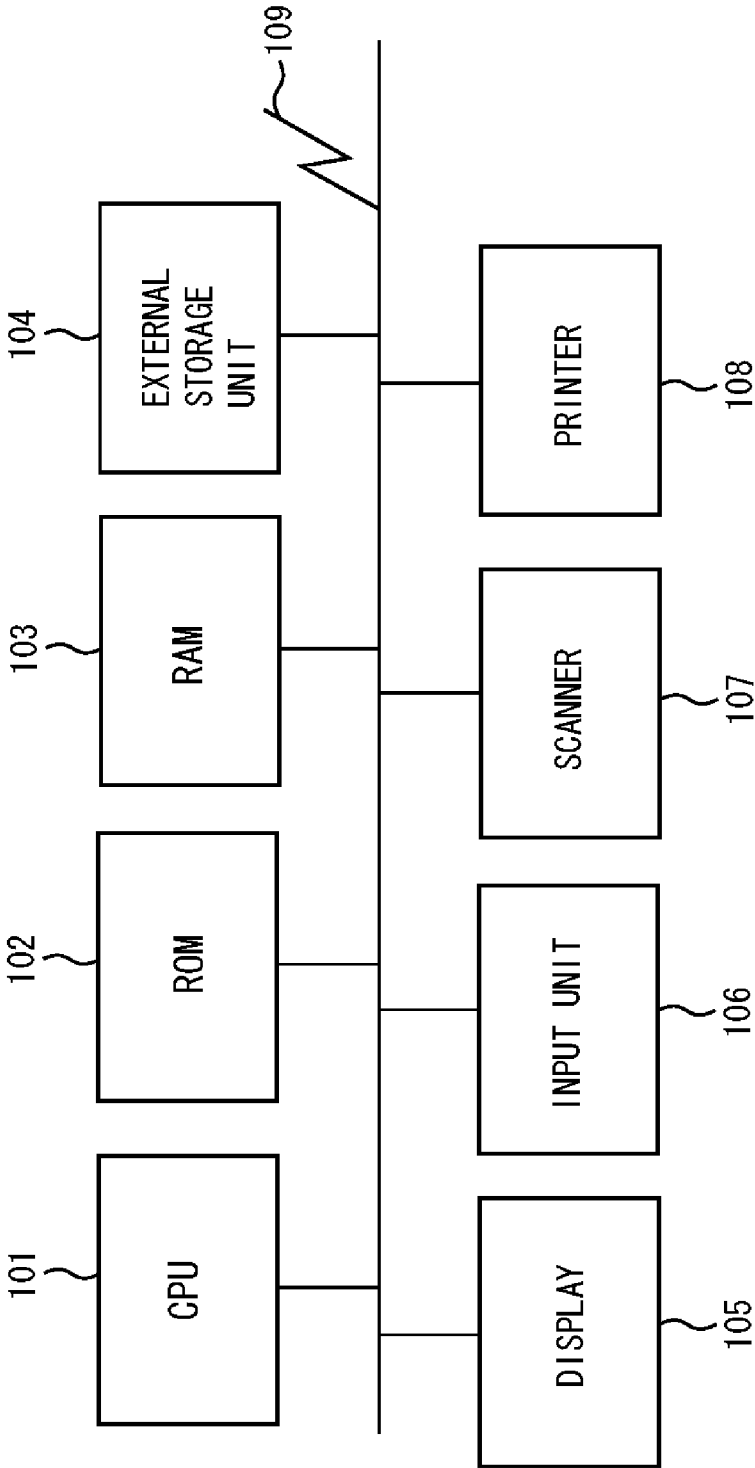 101
102
103
104
109
CPU
ROM
RAM
EXTERNAL
STORAGE
UNIT
DISPLAY
INPUT UNIT
SCANNER
PRINTER
105
106
107
108